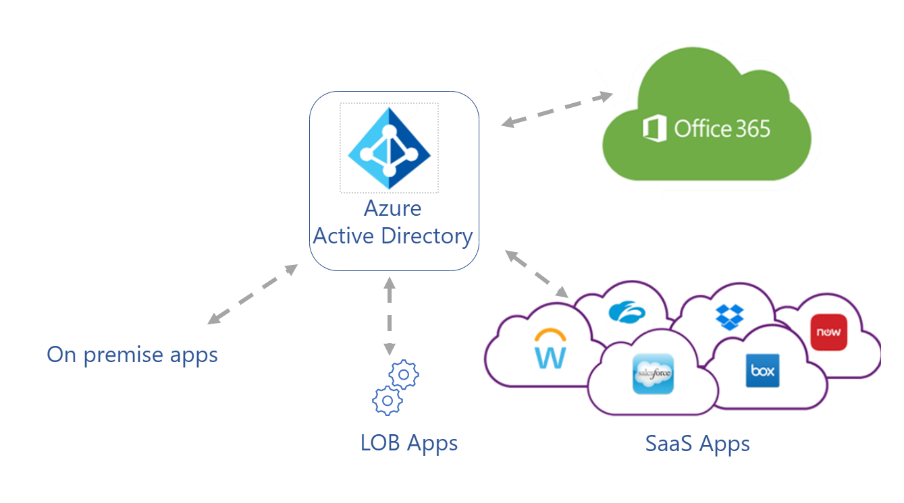 Office 365
Azure
Active Directory
On premise apps
W
now
salesforce
box
LOB Apps
SaaS Apps